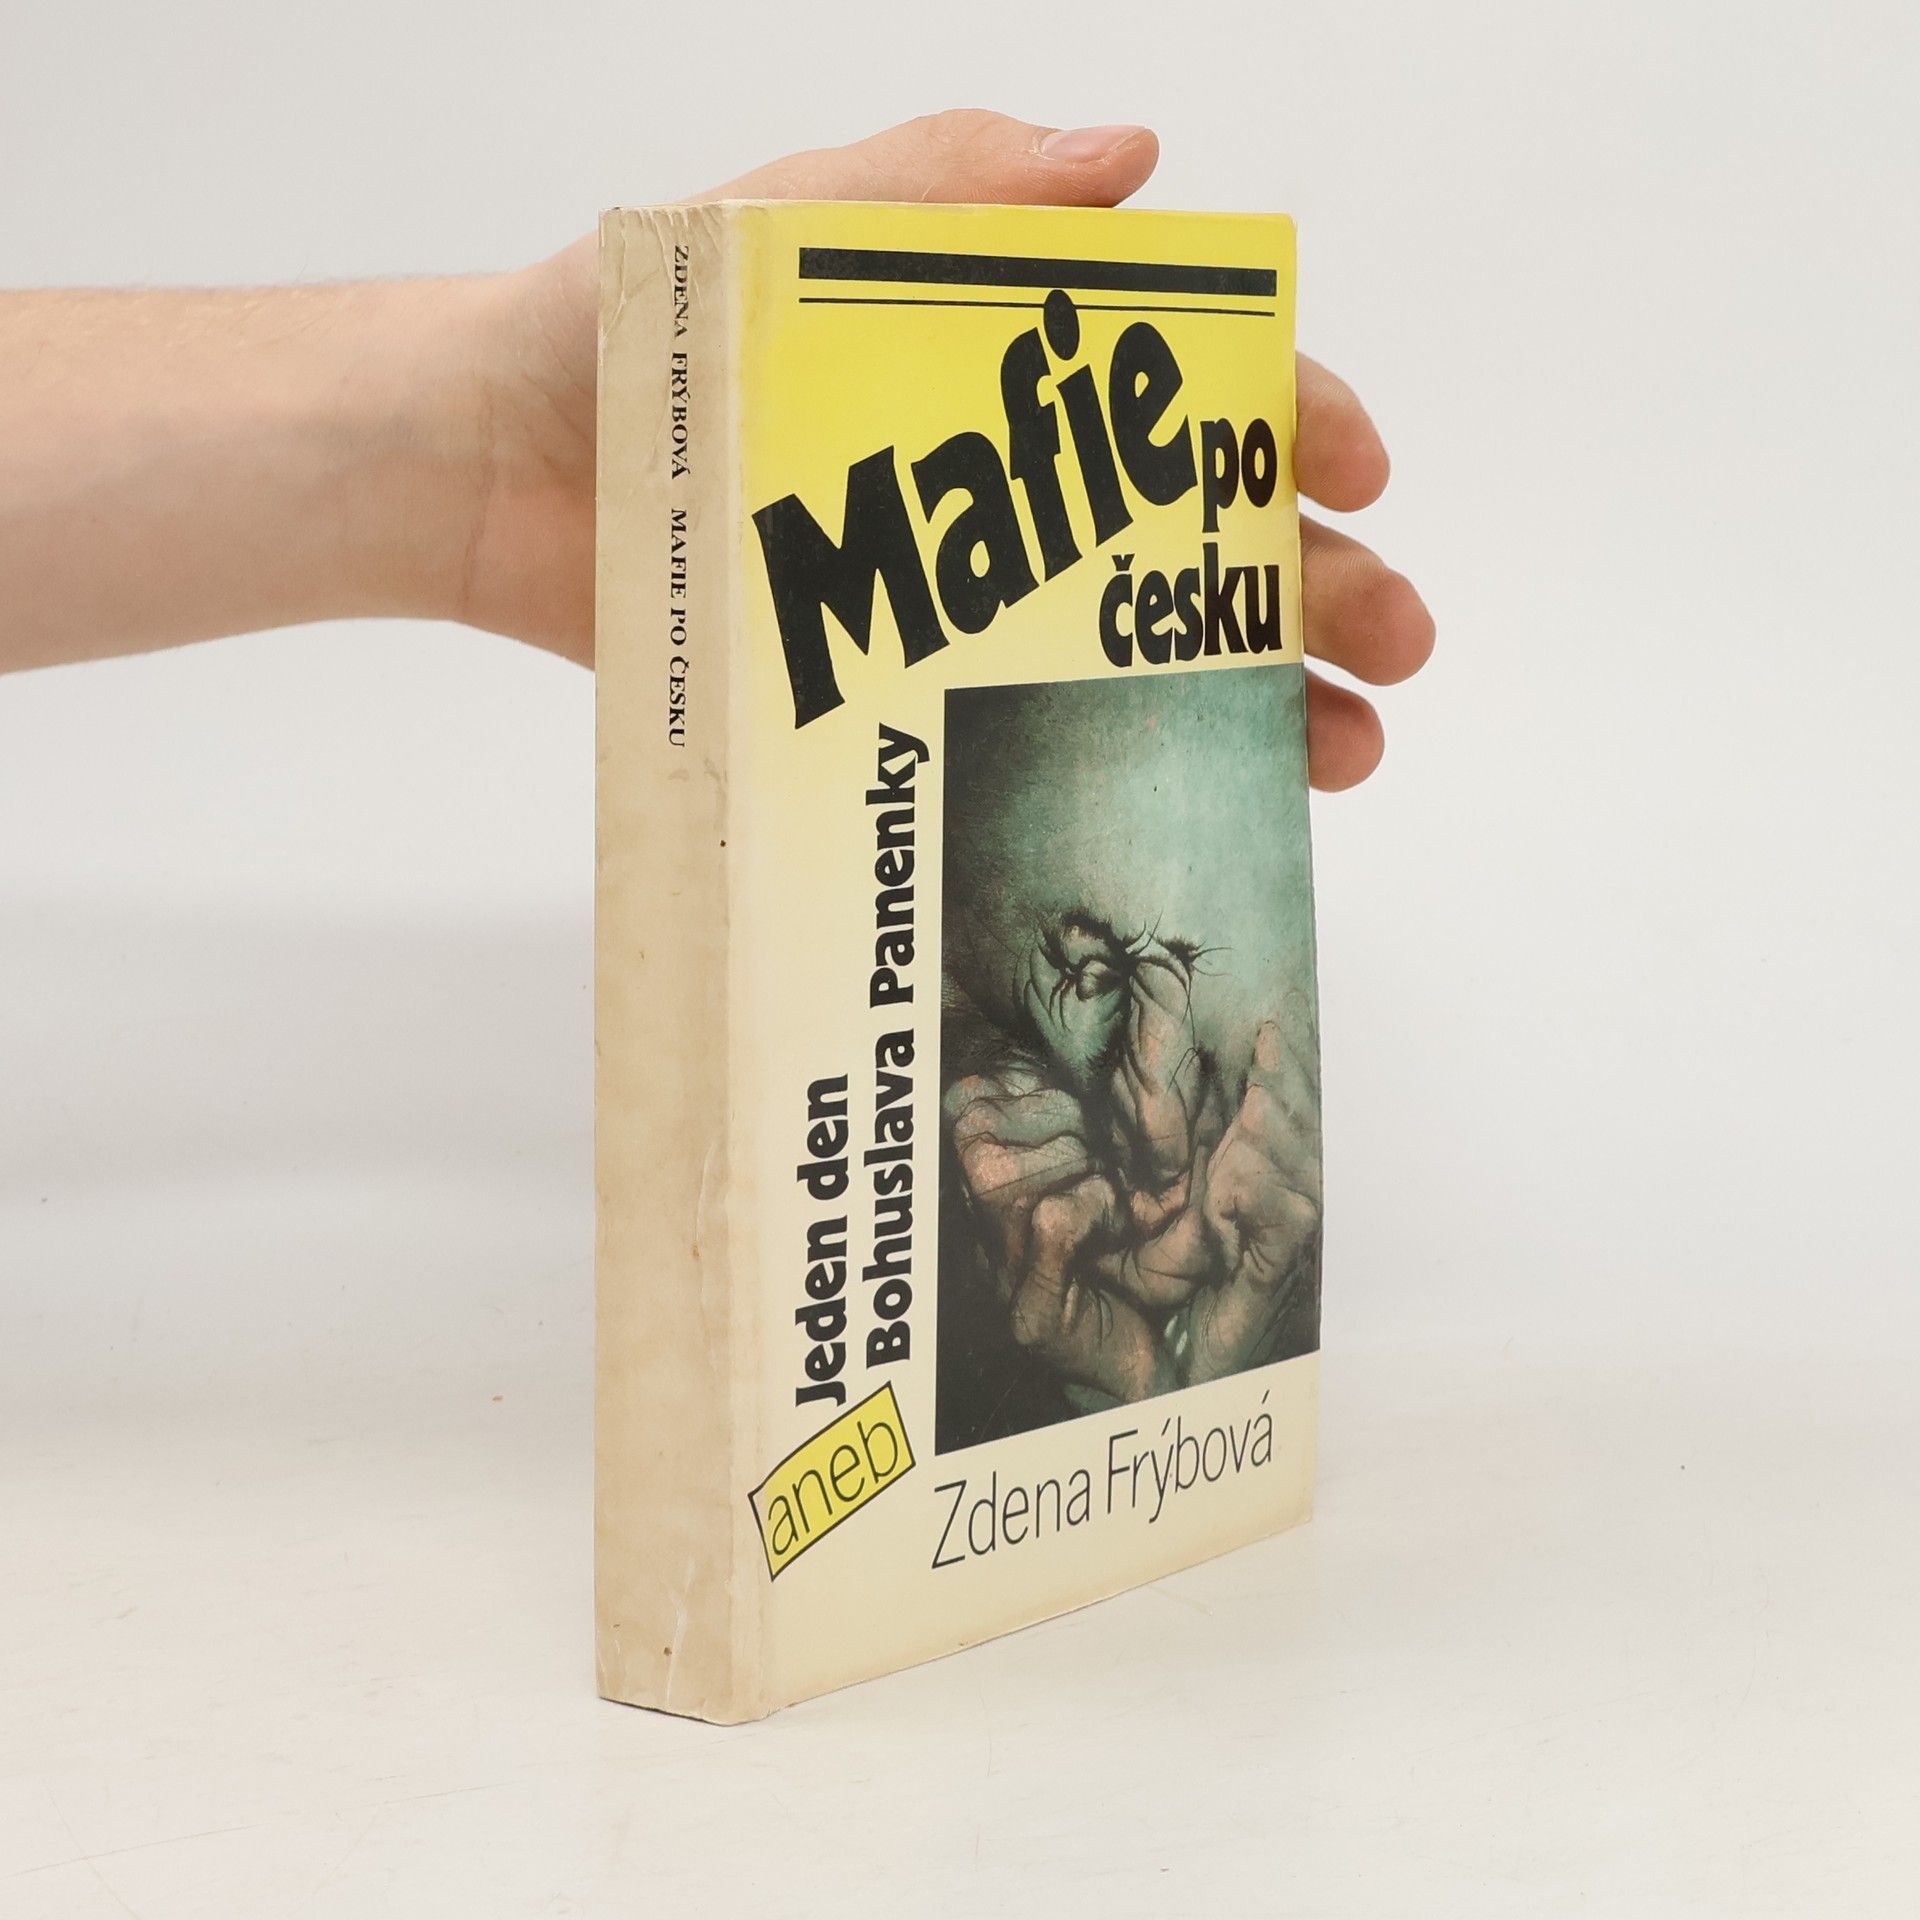 ZDENA FRÝBOVÁ MAFIE PO ČESKU
Mafie
po
česku
aneb
Jeden den
Bohuslava Panenky
Zdena Frýbová